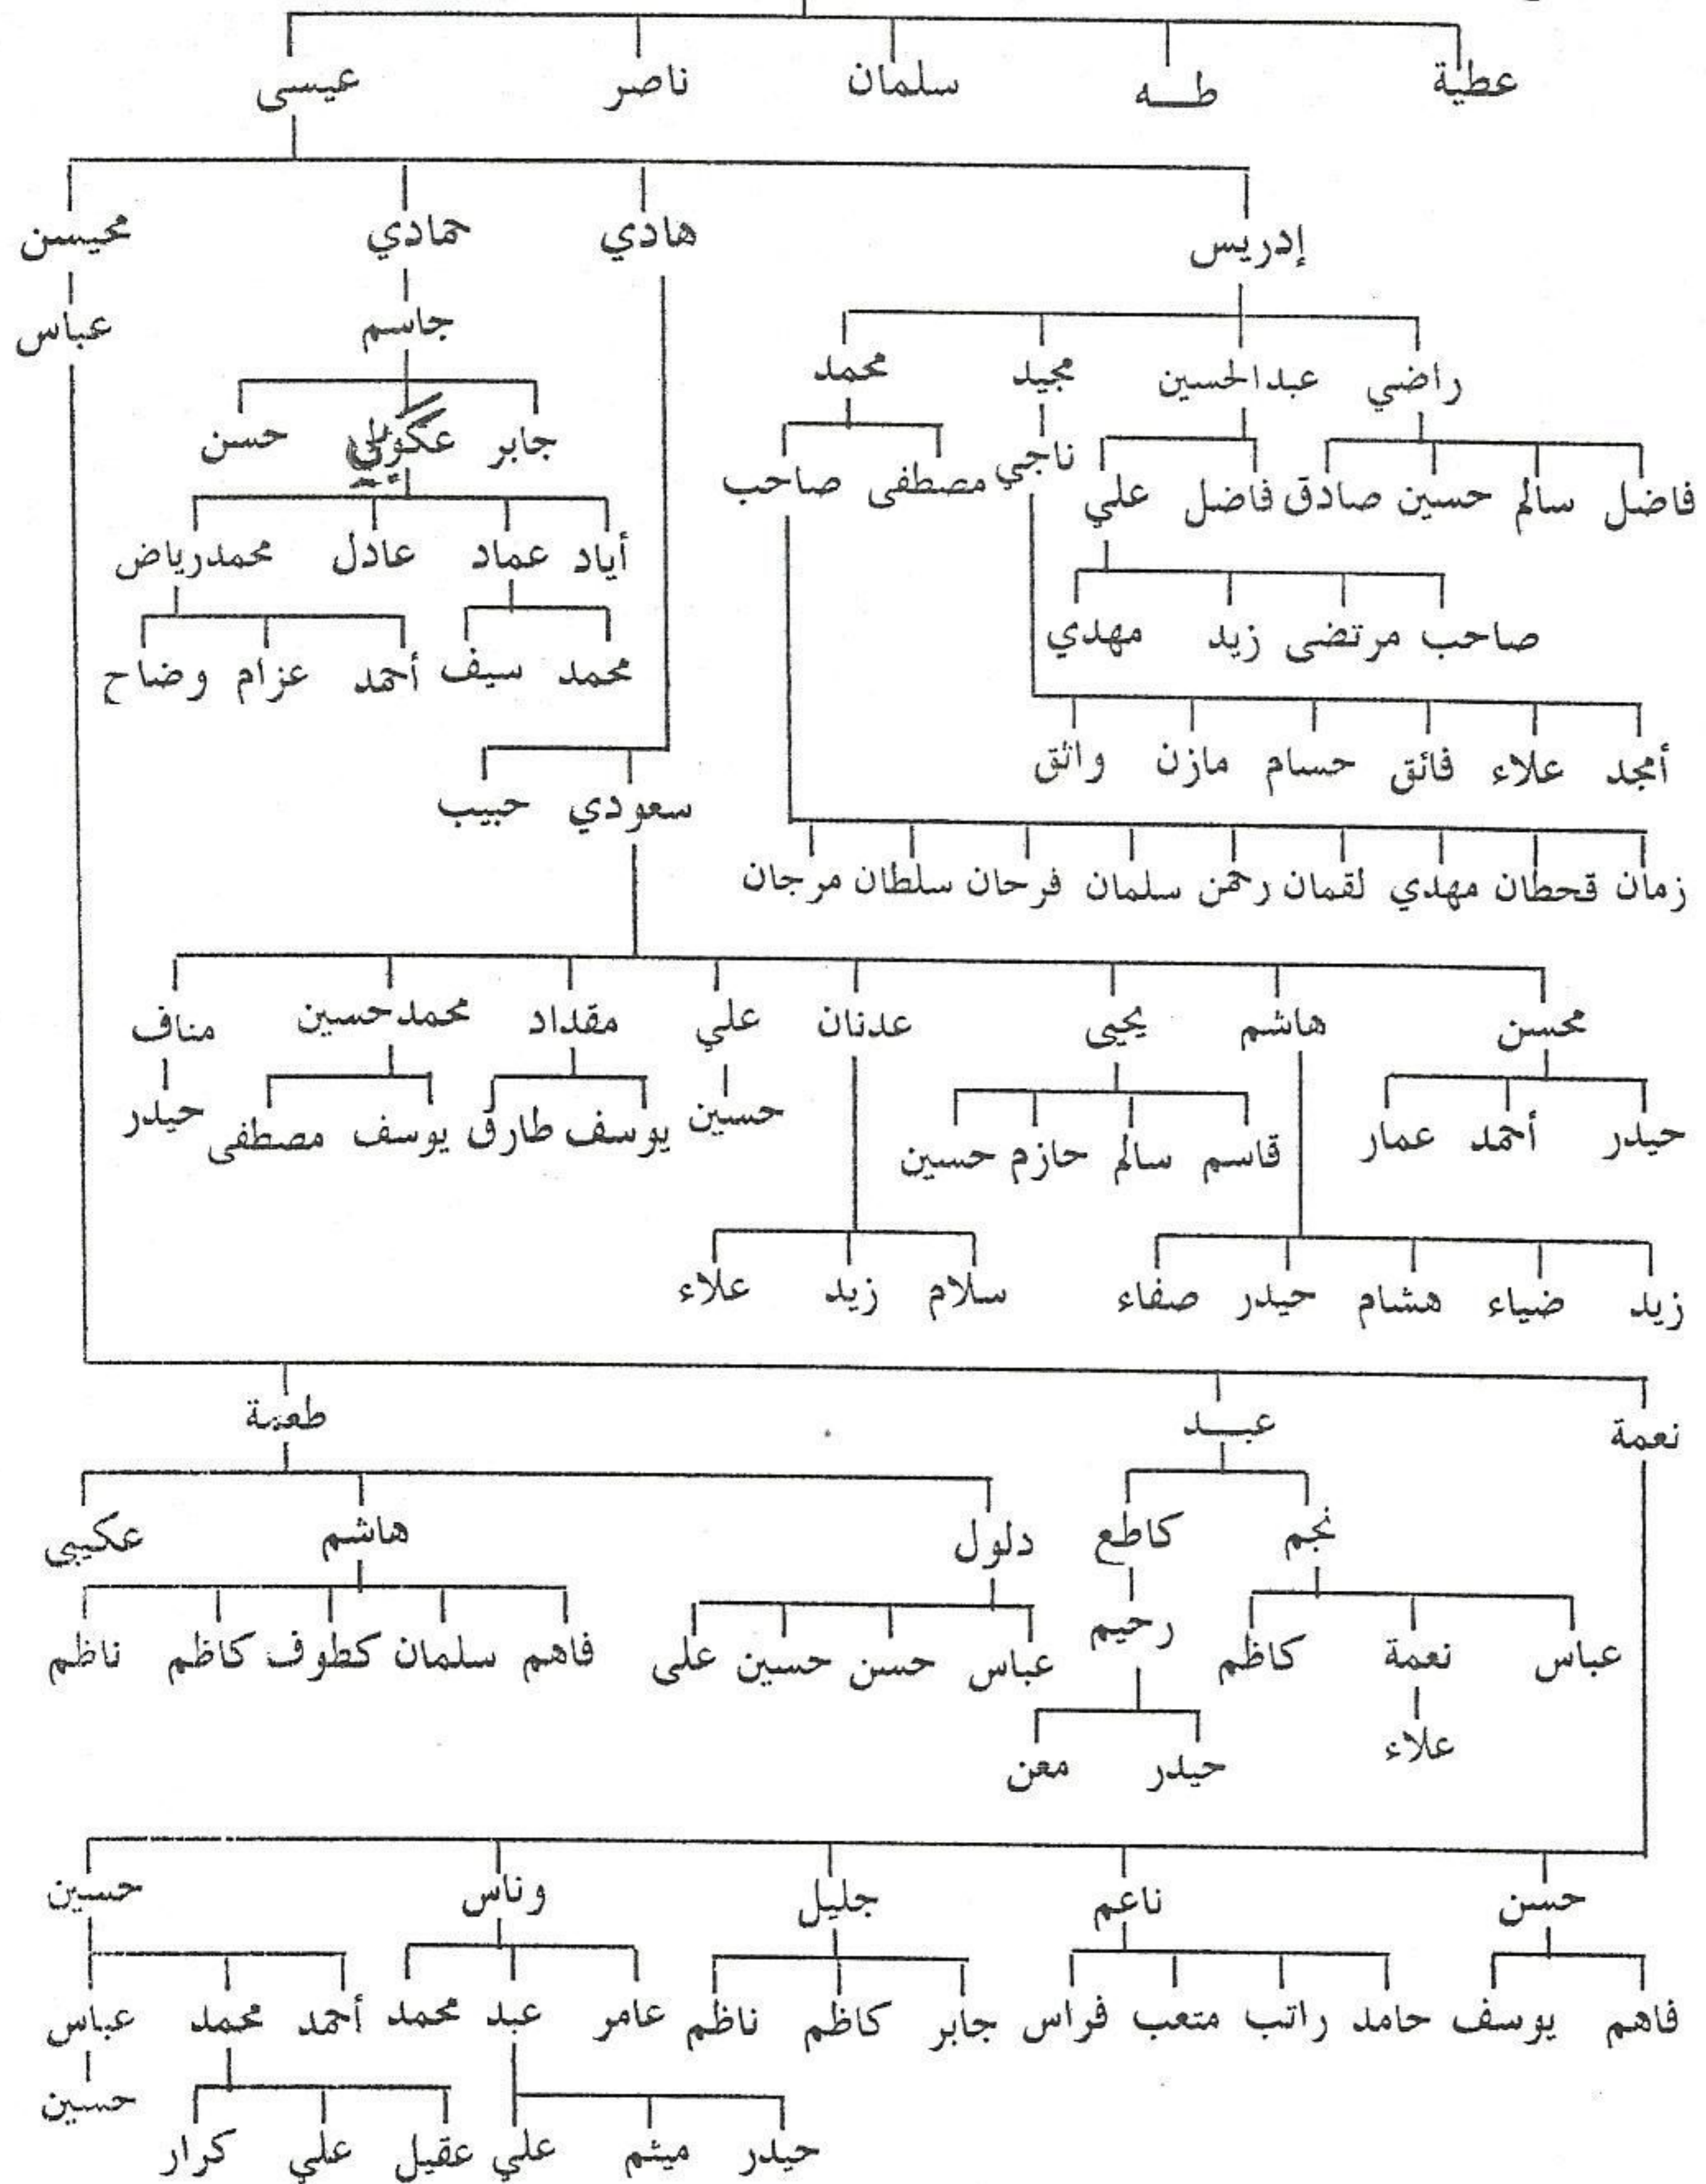 عطية طــه سلمان ناصر عيسى
إدريس هادي حمادي محيسن
جاسم عباس
راضي عبدالحسين مجيد محمد
جابر حسن
فاضل سالم حسين صادق فاضل علي ناجي مصطفى صاحب
أياد عماد عادل محمدرياض
صاحب مرتضى زيد مهدي
محمد سيف أحمد عزام وضاح
أمجد علاء فائق حسام مازن واثق
سعودي حبيب
زمان قحطان مهدي لقمان رحمن سلمان فرحان سلطان مرجان
محسن هاشم يحيى عدنان علي مقداد محمدحسين مناف
حيدر أحمد عمار قاسم سالم حازم حسين حسين يوسف طارق يوسف مصطفى حيدر
زيد ضياء هشام حيدر صفاء سلام زيد علاء
نعمة عبــد طعمة
نجم كاطع دلول هاشم عكيبي
عباس نعمة كاظم رحيم عباس حسن حسين علي فاهم سلمان كطوف كاظم ناظم
علاء حيدر معن
حسن ناعم جليل وناس حسين
فاهم يوسف حامد راتب متعب فراس جابر كاظم ناظم عامر عبد محمد أحمد محمد عباس
حسين
حيدر ميثم علي عقيل علي كرار